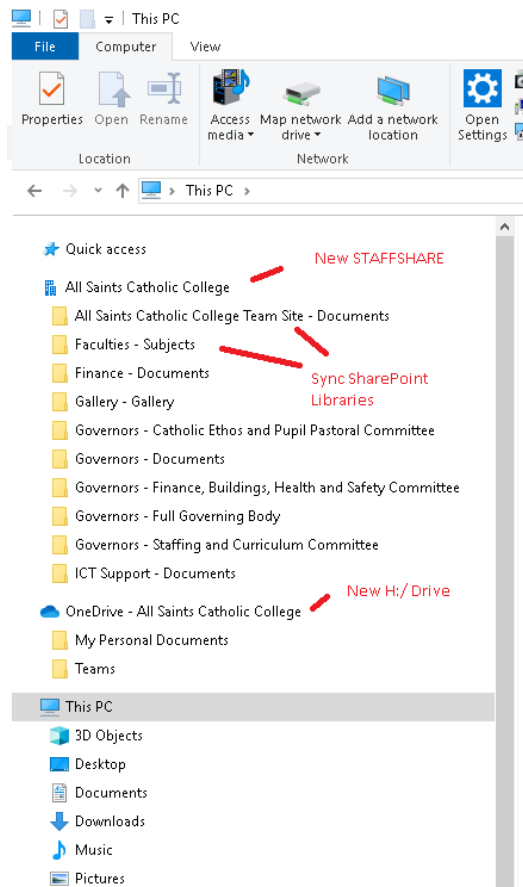 This PC
File Computer View
Properties Open Rename Access media Map network drive Add a network location Open Settings
Location Network
This PC
Quick access
New STAFFSHARE
All Saints Catholic College
All Saints Catholic College Team Site - Documents
Faculties - Subjects
Finance - Documents
Sync SharePoint
Libraries
Gallery - Gallery
Governors - Catholic Ethos and Pupil Pastoral Committee
Governors - Documents
Governors - Finance, Buildings, Health and Safety Committee
Governors - Full Governing Body
Governors - Staffing and Curriculum Committee
ICT Support - Documents
New H:/ Drive
OneDrive - All Saints Catholic College
My Personal Documents
Teams
This PC
3D Objects
Desktop
Documents
Downloads
Music
Pictures